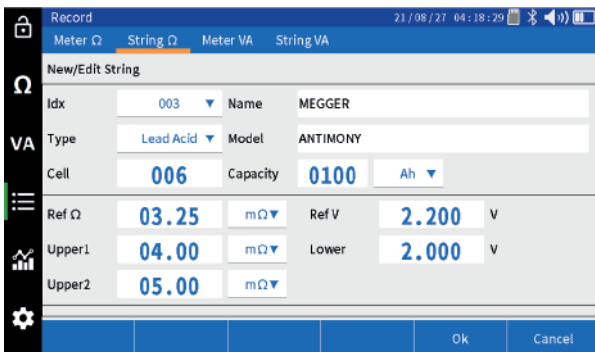 Record 21/08/27 04:18:29
Meter Ω String Ω Meter VA String VA
New/Edit String
Idx 003 ▼ Name MEGGER
Type Lead Acid ▼ Model ANTIMONY
Cell 006 Capacity 0100 Ah ▼
Ref Ω 03.25 mΩ▼ Ref V 2.200 V
Upper1 04.00 mΩ▼ Lower 2.000 V
Upper2 05.00 mΩ▼
Ω
VA
Ok Cancel